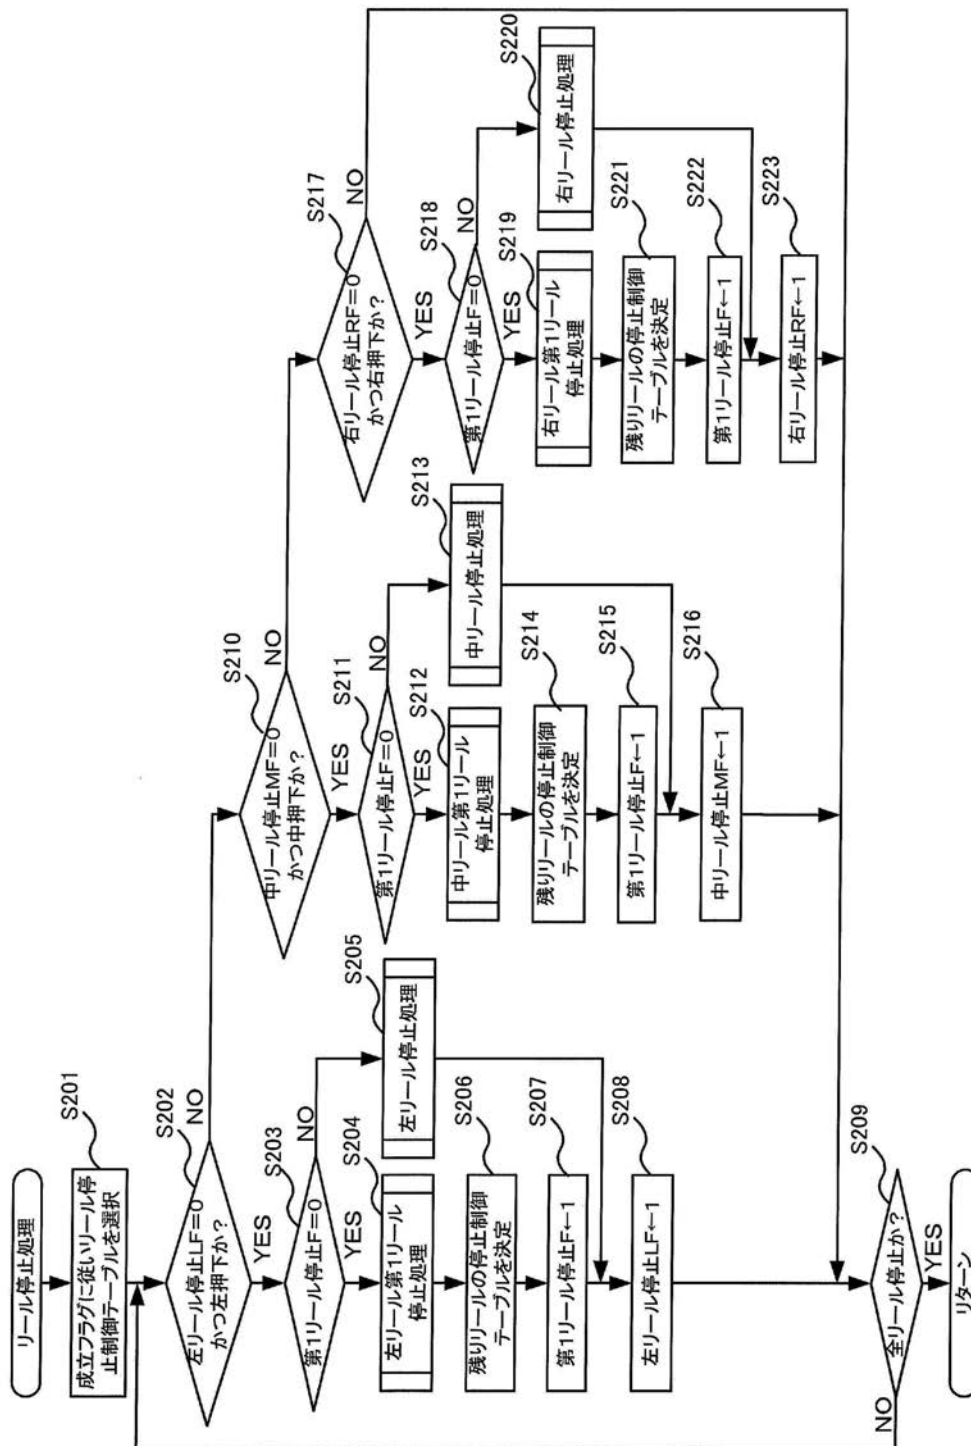 リール停止処理
S201
成立フラグに従いリール停
止制御テーブルを選択
S202
左リール停止LF=0
かつ左押下か?
NO
YES
S203
第1リール停止F=0
NO
YES
S204
左リール第1リール
停止処理
S205
左リール停止処理
S206
残りリールの停止制御
テーブルを決定
S207
第1リール停止F←1
S208
左リール停止LF←1
S209
全リール停止か?
NO
YES
リターン
S210
中リール停止MF=0
かつ中押下か?
NO
YES
S211
第1リール停止F=0
NO
YES
S212
中リール第1リール
停止処理
S213
中リール停止処理
S214
残りリールの停止制御
テーブルを決定
S215
第1リール停止F←1
S216
中リール停止MF←1
S217
右リール停止RF=0
かつ右押下か?
NO
YES
S218
第1リール停止F=0
NO
YES
S219
右リール第1リール
停止処理
S220
右リール停止処理
S221
残りリールの停止制御
テーブルを決定
S222
第1リール停止F←1
S223
右リール停止RF←1